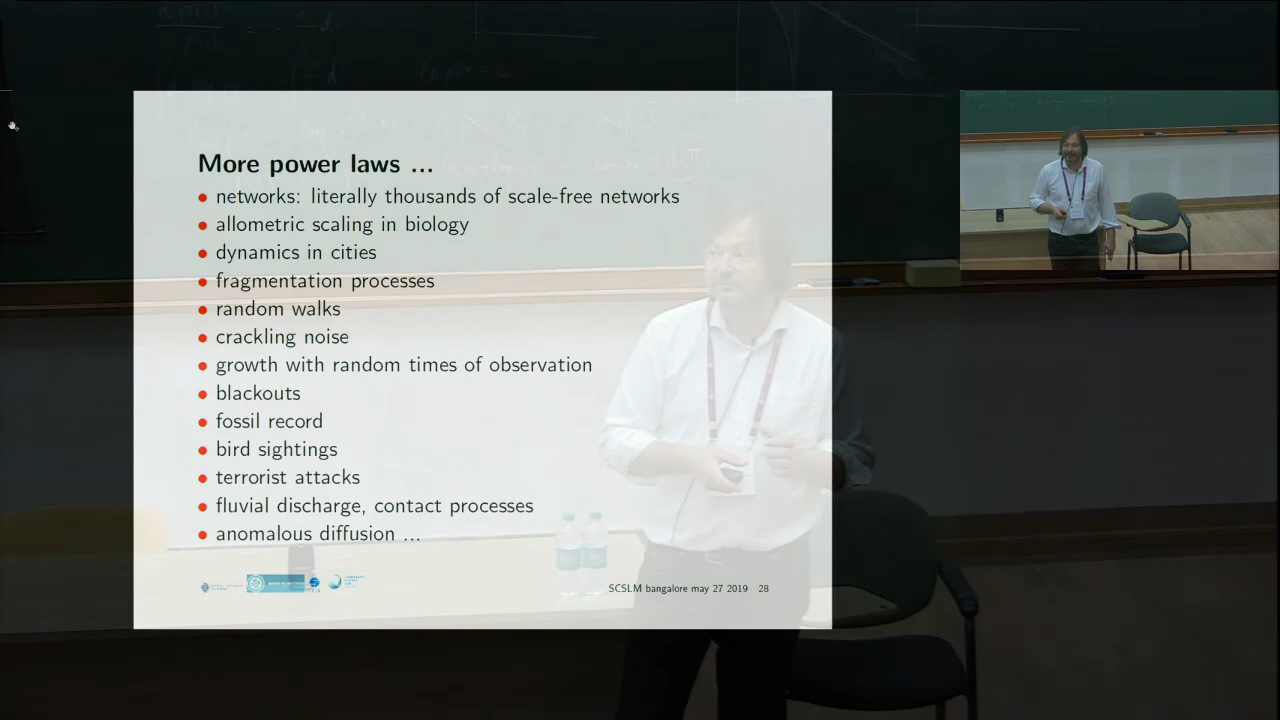 More power laws ...
• networks: literally thousands of scale-free networks
• allometric scaling in biology
• dynamics in cities
• fragmentation processes
• random walks
• crackling noise
• growth with random times of observation
• blackouts
• fossil record
• bird sightings
• terrorist attacks
• fluvial discharge, contact processes
• anomalous diffusion ...
SCSLM bangalore may 27 2019 28